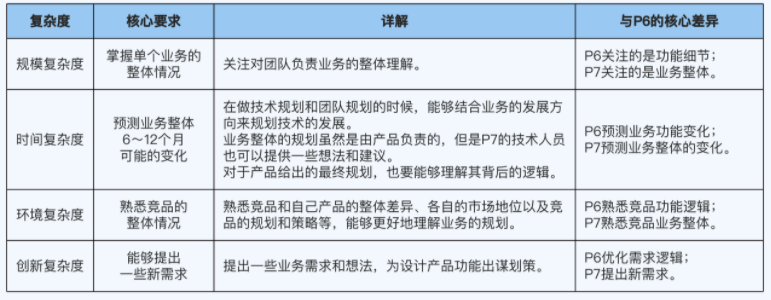 复杂度 核心要求 详解 与P6的核心差异
规模复杂度
掌握单个业务的
整体情况
关注对团队负责业务的整体理解。
P6关注的是功能细节；
P7关注的是业务整体。
时间复杂度
预测业务整体
6～12个月
可能的变化
在做技术规划和团队规划的时候，能够结合业务的发展方
向来规划技术的发展。
业务整体的规划虽然是由产品负责的，但是P7的技术人员
也可以提供一些想法和建议。
对于产品给出的最终规划，也要能够理解其背后的逻辑。
P6预测业务功能变化；
P7预测业务整体的变化。
环境复杂度
熟悉竞品的
整体情况
熟悉竞品和自己产品的整体差异、各自的市场地位以及竞
品的规划和策略等，能够更好地理解业务的规划。
P6熟悉竞品功能逻辑；
P7熟悉竞品业务整体。
创新复杂度
能够提出
一些新需求
提出一些业务需求和想法，为设计产品功能出谋划策。
P6优化需求逻辑；
P7提出新需求。